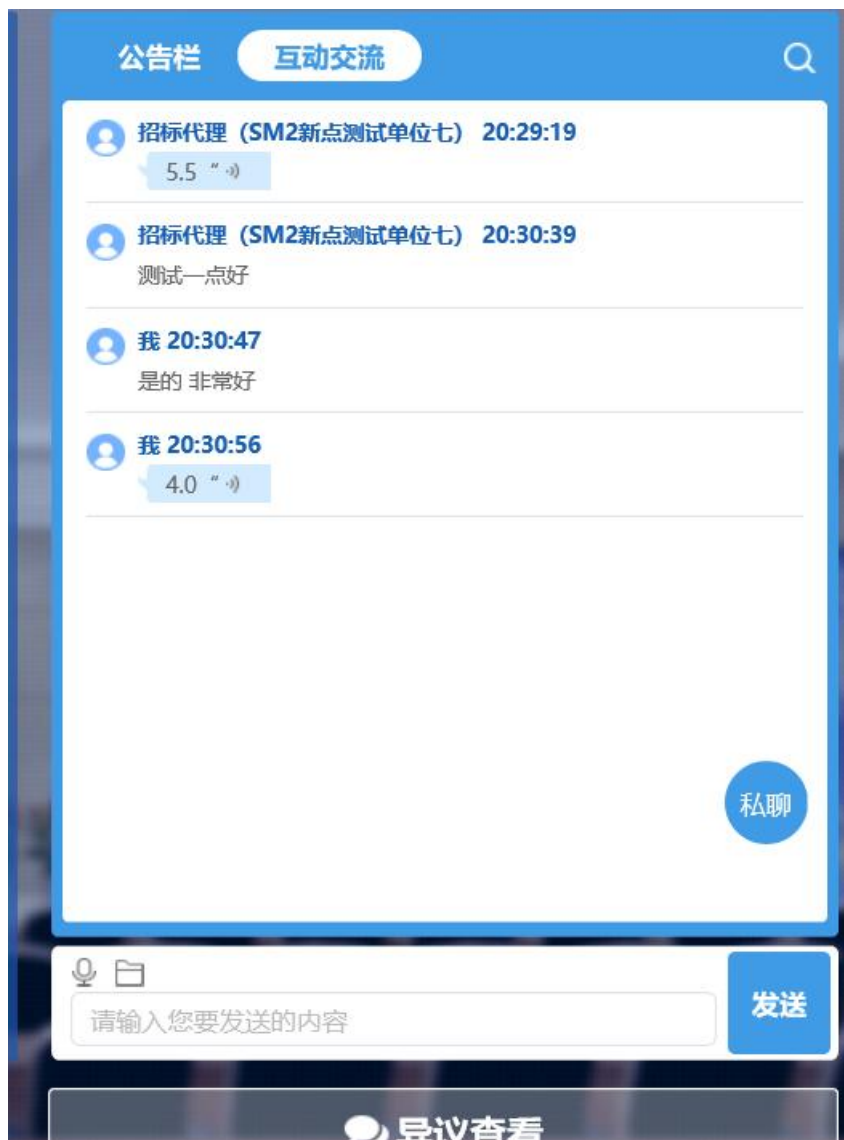 公告栏 互动交流
招标代理（SM2新点测试单位七） 20:29:19
5.5 “
招标代理（SM2新点测试单位七） 20:30:39
测试一点好
我 20:30:47
是的 非常好
我 20:30:56
4.0 “
私聊
请输入您要发送的内容
发送
异议查看